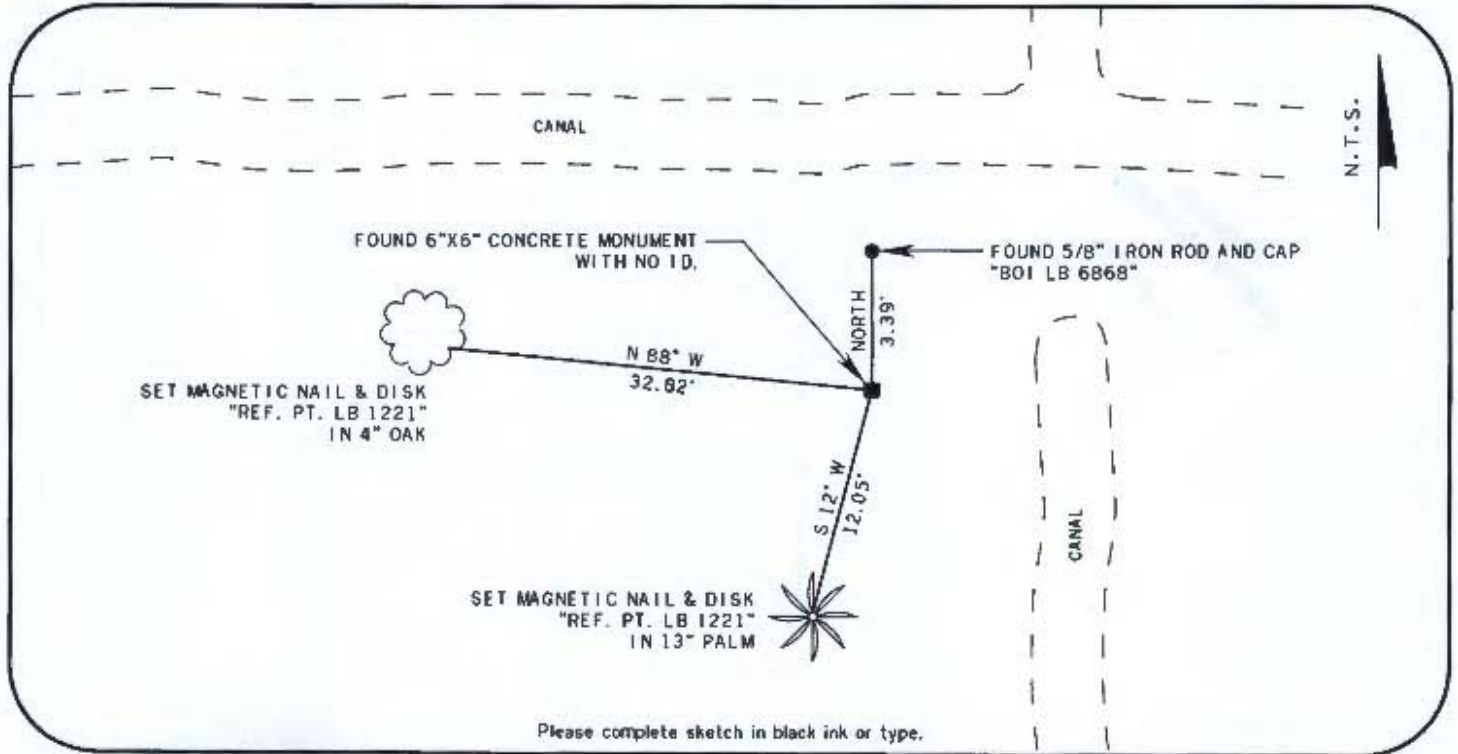 CANAL
N.T.S.
FOUND 6"X6" CONCRETE MONUMENT
WITH NO ID.
FOUND 5/8" IRON ROD AND CAP
"BOI LB 6868"
NORTH
3.39'
N 88° W
32.82'
SET MAGNETIC NAIL & DISK
"REF. PT. LB 1221"
IN 4" OAK
S 12° W
12.05'
CANAL
SET MAGNETIC NAIL & DISK
"REF. PT. LB 1221"
IN 13" PALM
Please complete sketch in black ink or type.